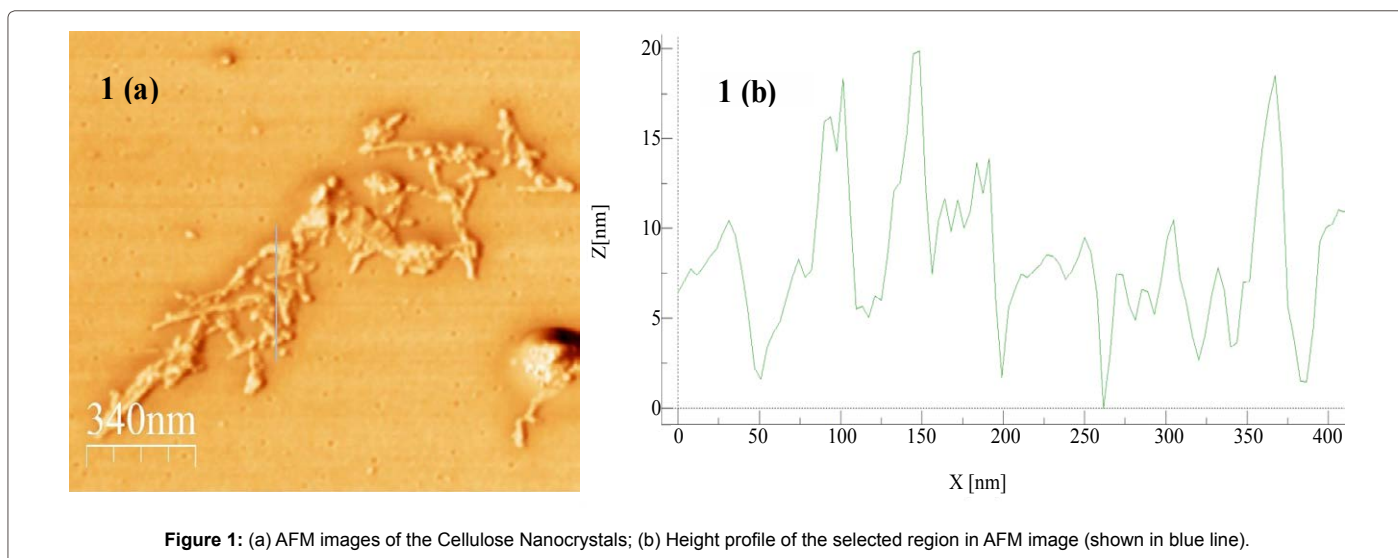 1 (a)
340nm
1 (b)
Z[nm]
20
15
10
5
0
0 50 100 150 200 250 300 350 400
X [nm]
Figure 1: (a) AFM images of the Cellulose Nanocrystals; (b) Height profile of the selected region in AFM image (shown in blue line).